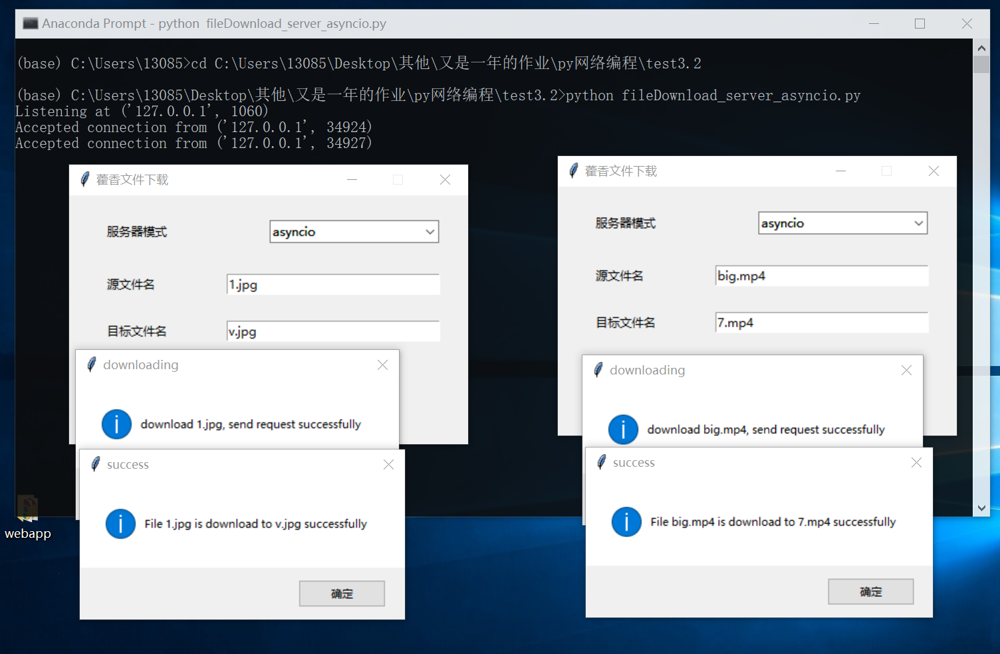 Anaconda Prompt - python  fileDownload_server_asyncio.py
(base) C:\Users\13085>cd C:\Users\13085\Desktop\其他\又是一年的作业\py网络编程\test3.2
(base) C:\Users\13085\Desktop\其他\又是一年的作业\py网络编程\test3.2>python fileDownload_server_asyncio.py
Listening at ('127.0.0.1', 1060)
Accepted connection from ('127.0.0.1', 34924)
Accepted connection from ('127.0.0.1', 34927)
藿香文件下载
服务器模式
asyncio
源文件名
1.jpg
目标文件名
v.jpg
downloading
download 1.jpg, send request successfully
success
File 1.jpg is download to v.jpg successfully
确定
藿香文件下载
服务器模式
asyncio
源文件名
big.mp4
目标文件名
7.mp4
downloading
download big.mp4, send request successfully
success
File big.mp4 is download to 7.mp4 successfully
确定
webapp